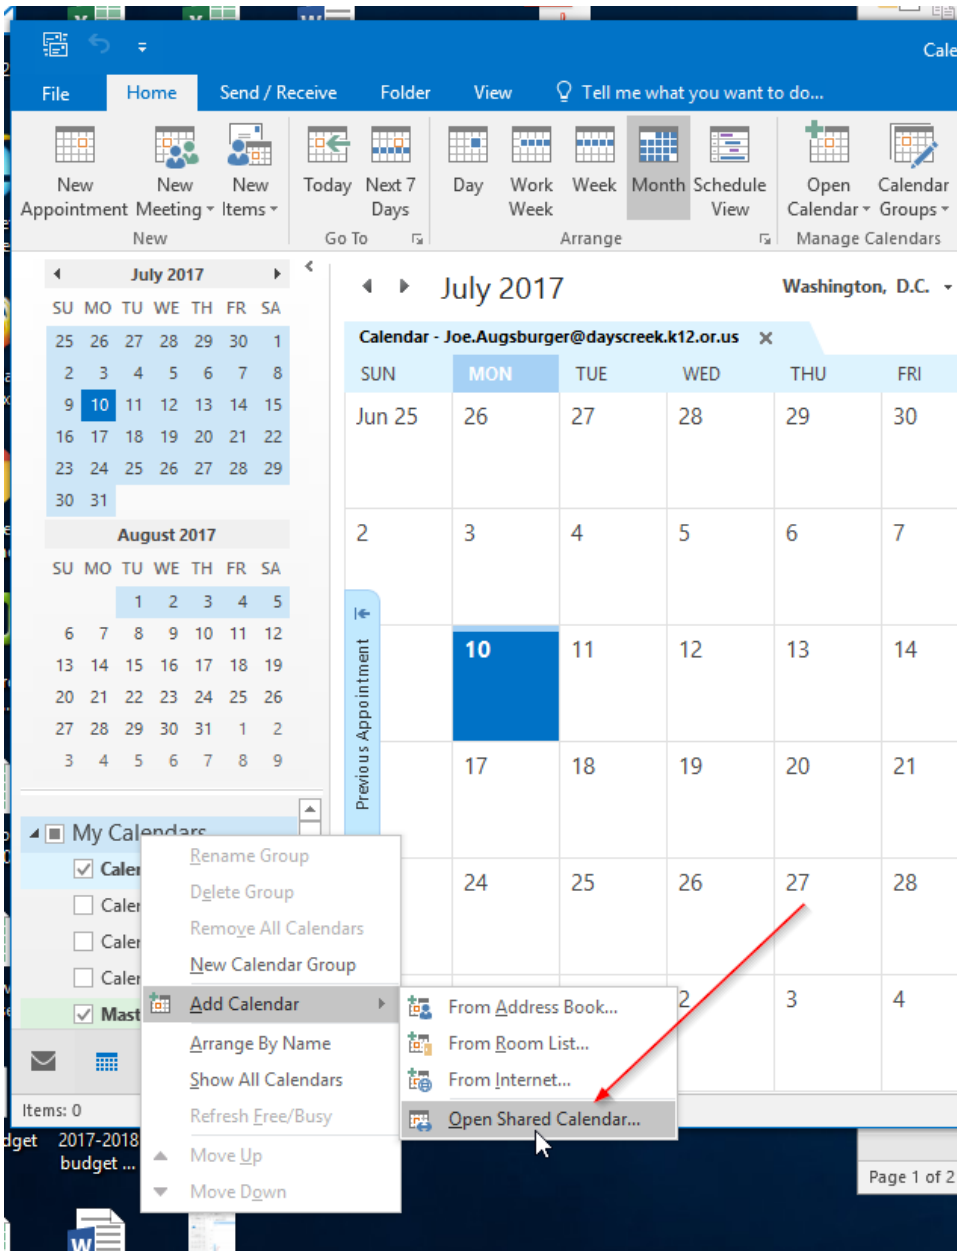 Cale
File Home Send / Receive Folder View Tell me what you want to do...
New Appointment
New Meeting
New Items
Today
Next 7 Days
Day
Work Week
Week
Month
Schedule View
Open Calendar
Calendar Groups
New Go To Arrange Manage Calendars
July 2017
SU MO TU WE TH FR SA
25 26 27 28 29 30 1
2 3 4 5 6 7 8
9 10 11 12 13 14 15
16 17 18 19 20 21 22
23 24 25 26 27 28 29
30 31
August 2017
SU MO TU WE TH FR SA
1 2 3 4 5
6 7 8 9 10 11 12
13 14 15 16 17 18 19
20 21 22 23 24 25 26
27 28 29 30 31 1 2
3 4 5 6 7 8 9
My Calendars
Caler
Caler
Caler
Caler
Mast
July 2017 Washington, D.C.
Calendar - Joe.Augsburger@dayscreek.k12.or.us
SUN MON TUE WED THU FRI
Jun 25 26 27 28 29 30
2 3 4 5 6 7
10 11 12 13 14
17 18 19 20 21
24 25 26 27 28
2 3 4
Previous Appointment
Rename Group
Delete Group
Remove All Calendars
New Calendar Group
Add Calendar
Arrange By Name
Show All Calendars
Refresh Free/Busy
Move Up
Move Down
From Address Book...
From Room List...
From Internet...
Open Shared Calendar...
Items: 0
dget
2017-2018
budget ...
Page 1 of 2